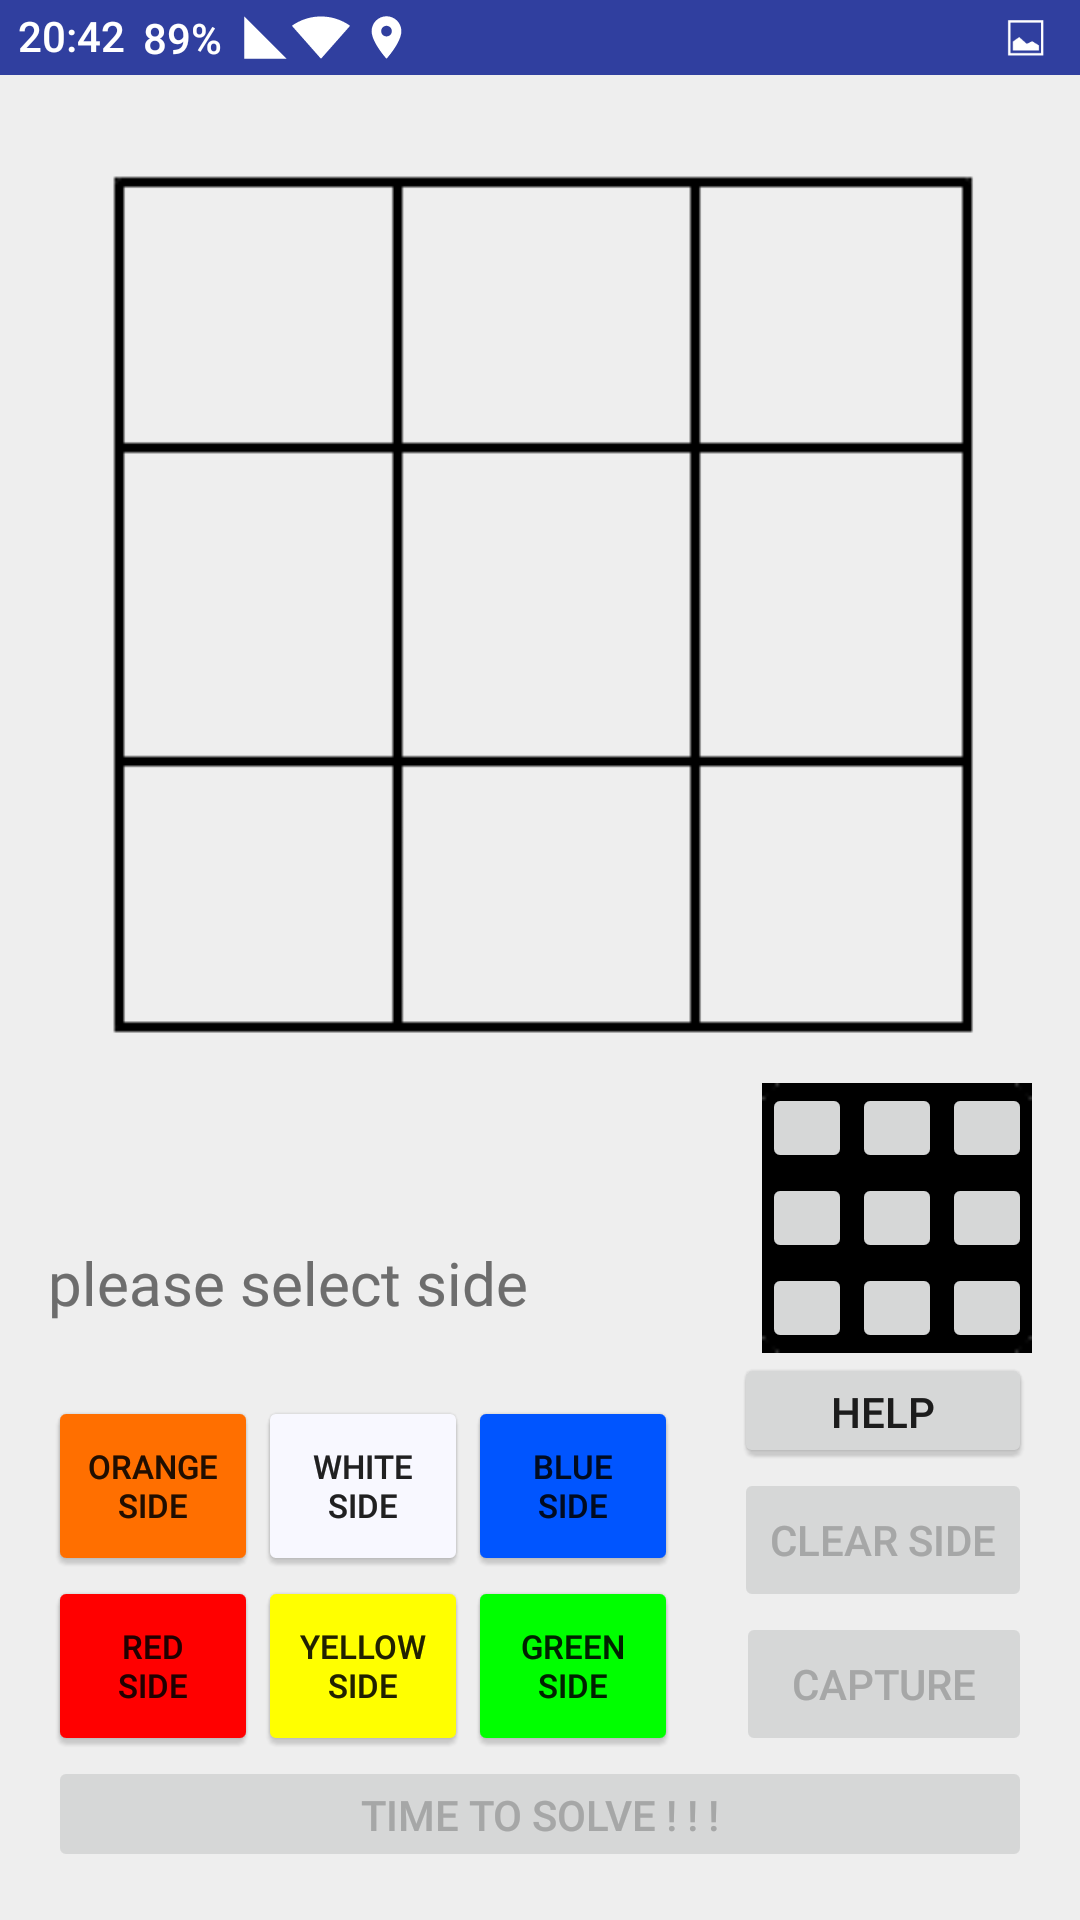 20:42 89%
please select side
HELP
ORANGE
SIDE
WHITE
SIDE
BLUE
SIDE
CLEAR SIDE
RED
SIDE
YELLOW
SIDE
GREEN
SIDE
CAPTURE
TIME TO SOLVE ! ! !